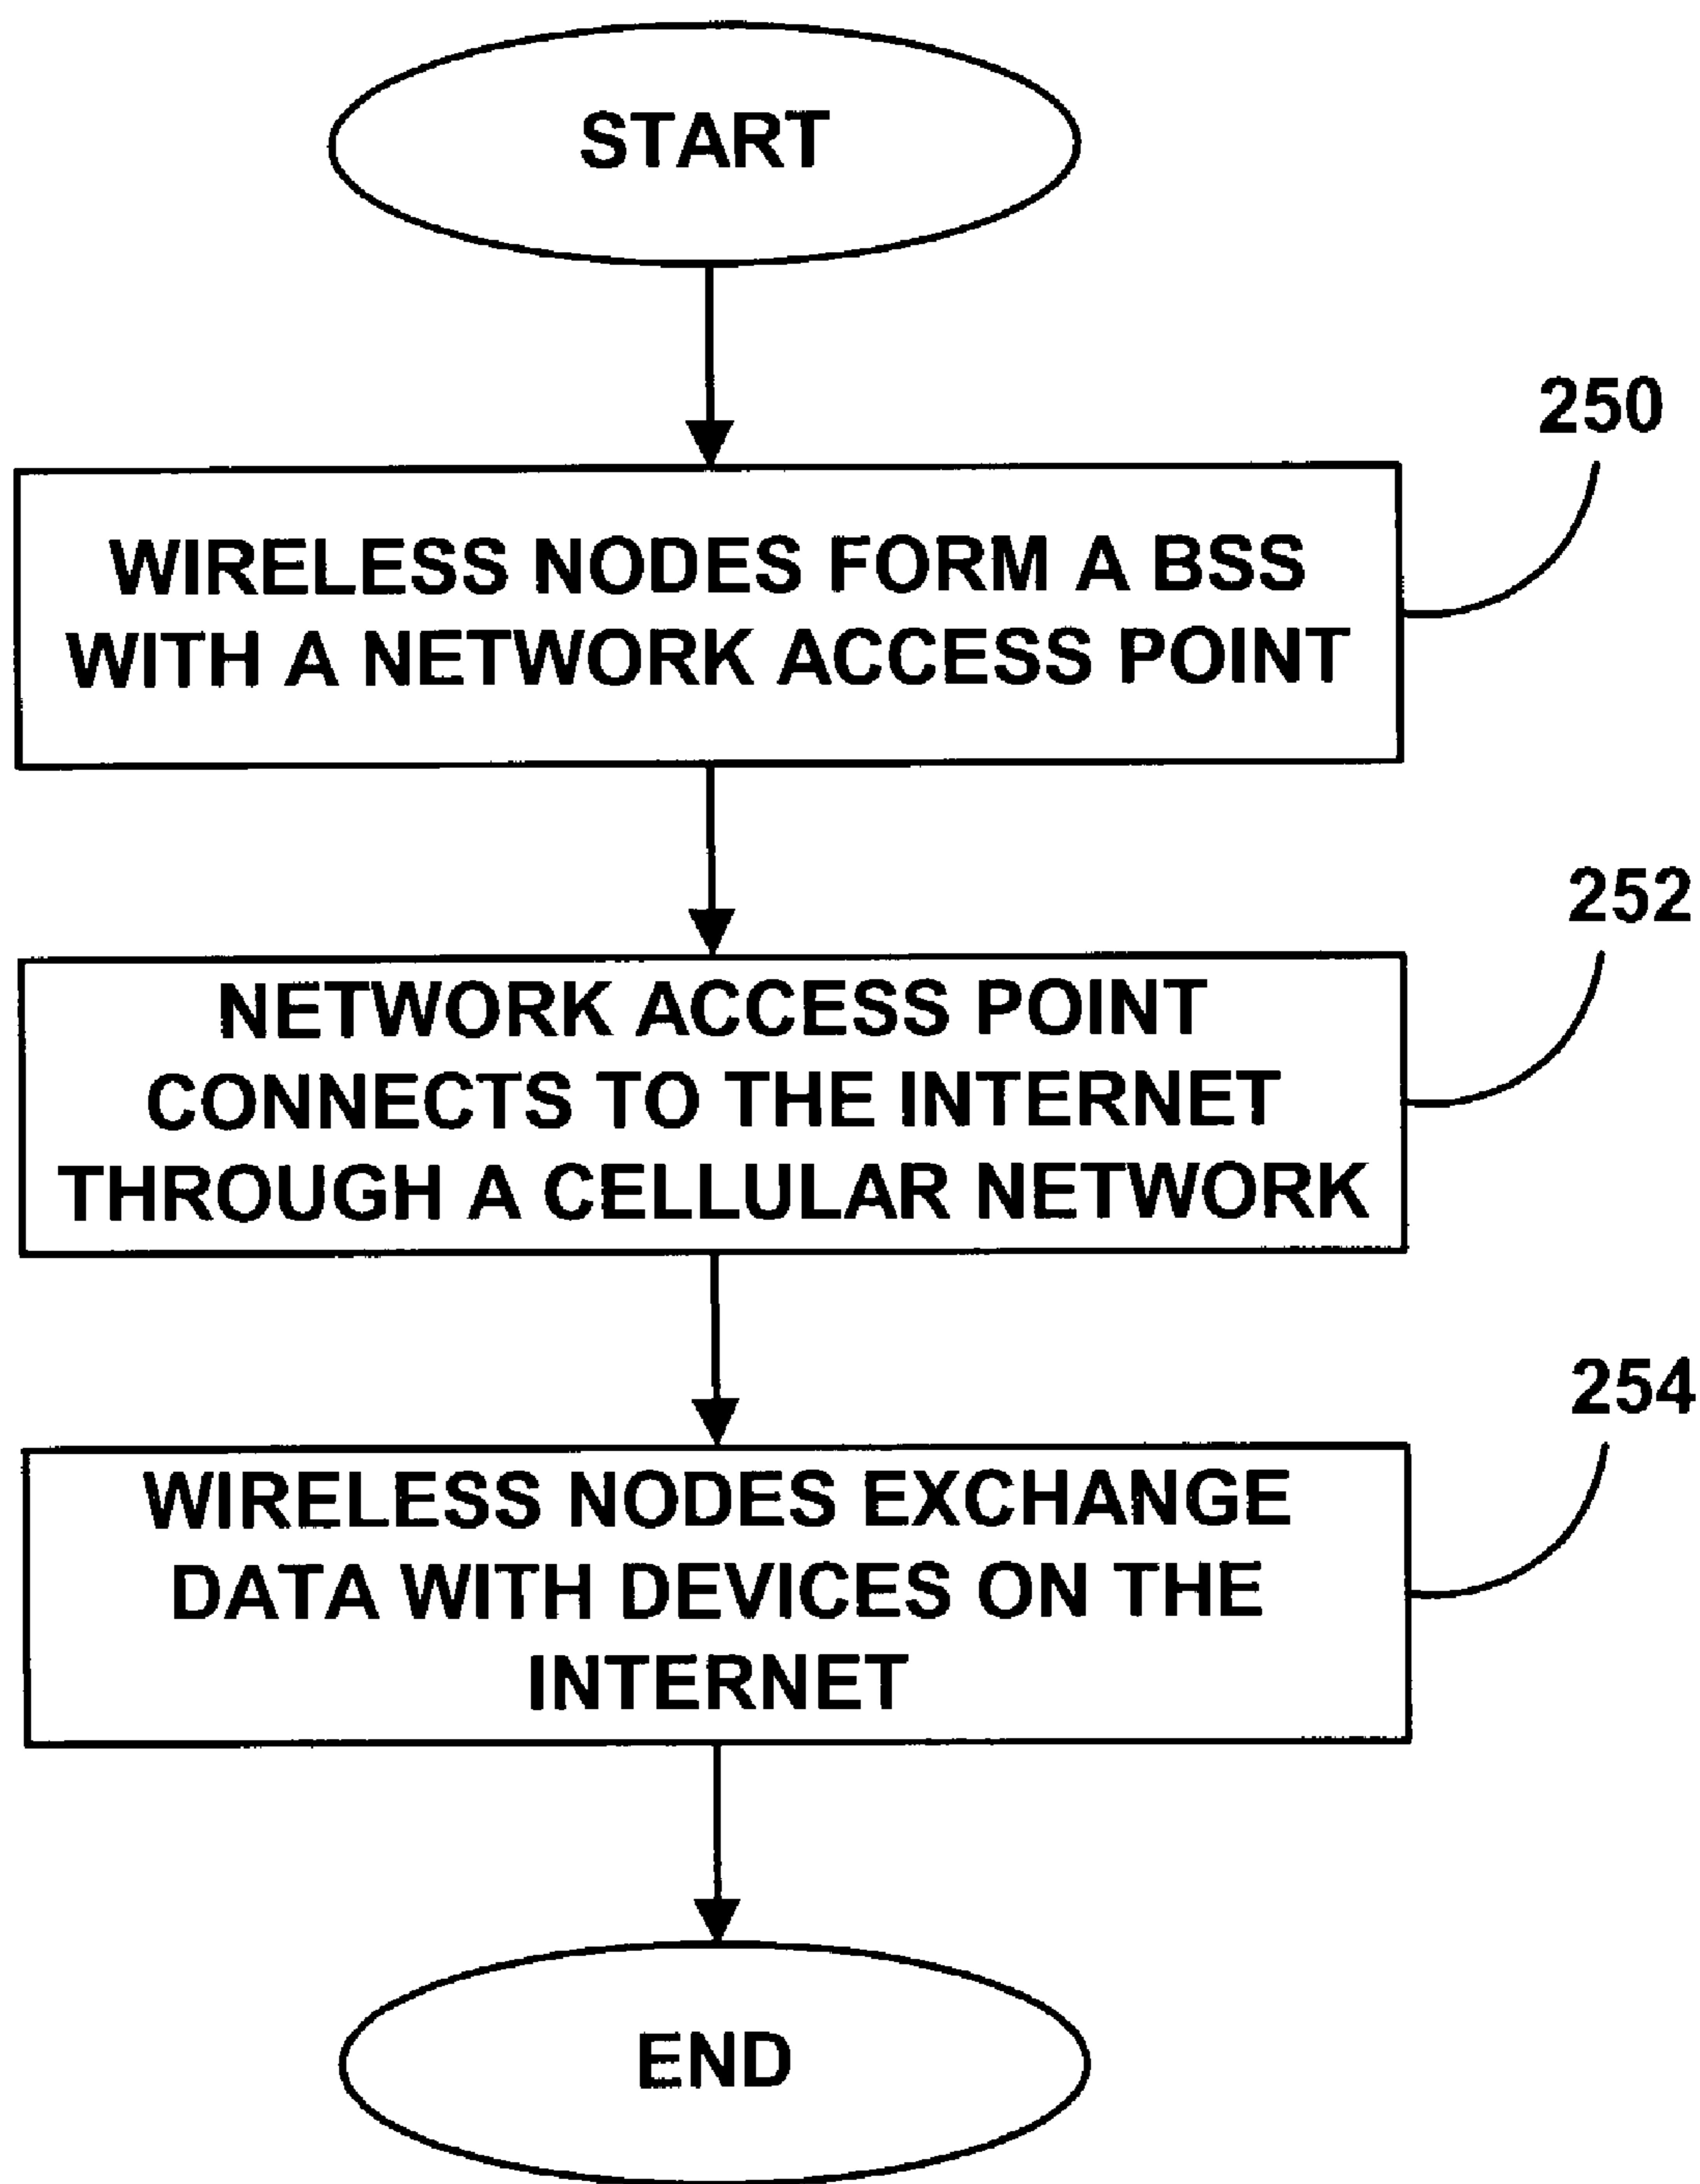 START
250
WIRELESS NODES FORM A BSS
WITH A NETWORK ACCESS POINT
252
NETWORK ACCESS POINT
CONNECTS TO THE INTERNET
THROUGH A CELLULAR NETWORK
254
WIRELESS NODES EXCHANGE
DATA WITH DEVICES ON THE
INTERNET
END